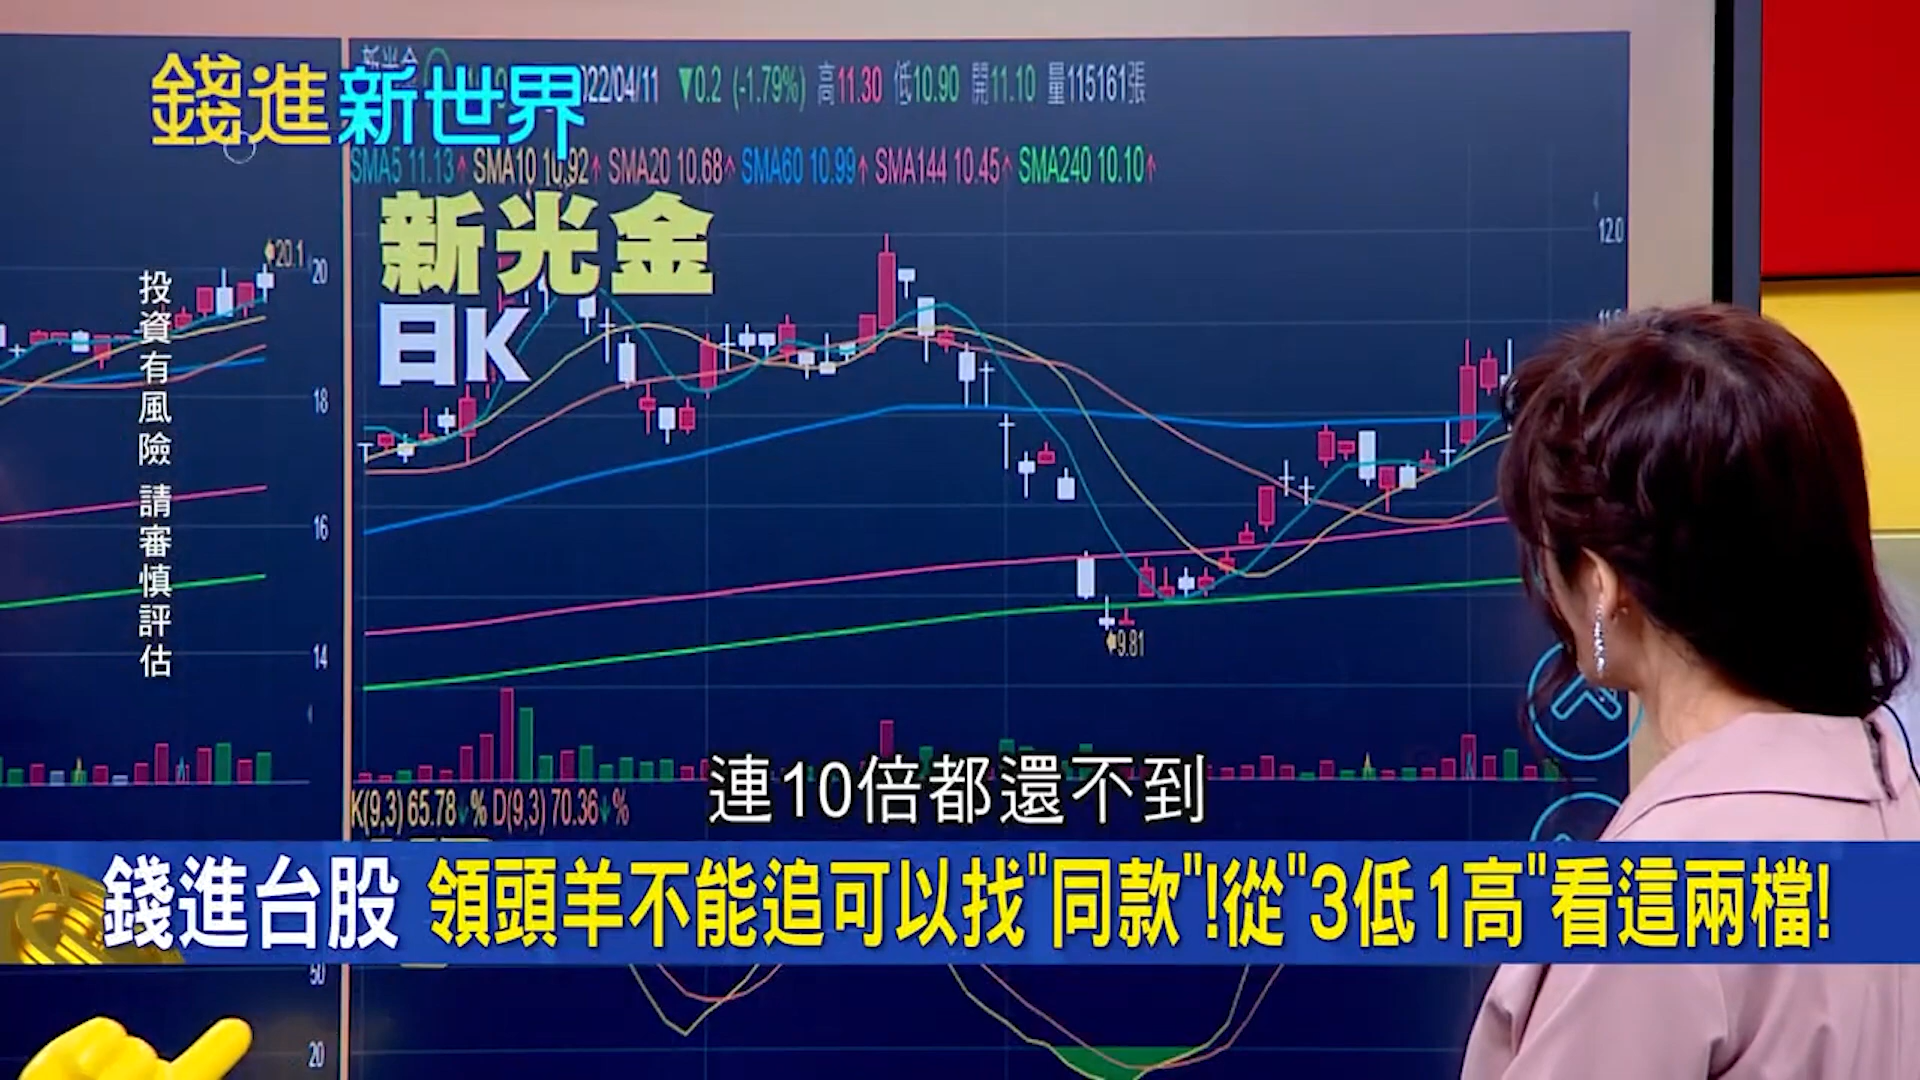 錢進新世界
022/04/11 ▼0.2 (-1.79%) 高11.30 低10.90 開11.10 量115161張
SMA5 11.13↑ SMA10 10.92↑ SMA20 10.68↑ SMA60 10.99↑ SMA144 10.45↑ SMA240 10.10↑
新光金
日K
20.1
20
18
16
14
12.0
9.81
投資有風險 請審慎評估
連10倍都還不到
K(9,3) 65.78↓% D(9,3) 70.36↓%
錢進台股 領頭羊不能追可以找"同款"!從"3低1高"看這兩檔!
50
20